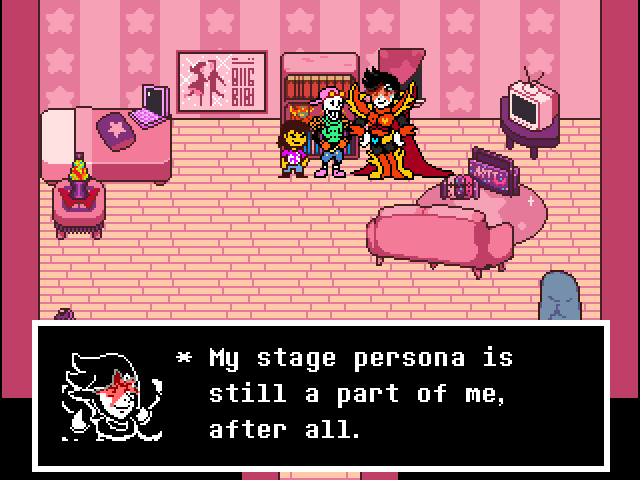 * My stage persona is
still a part of me,
after all.